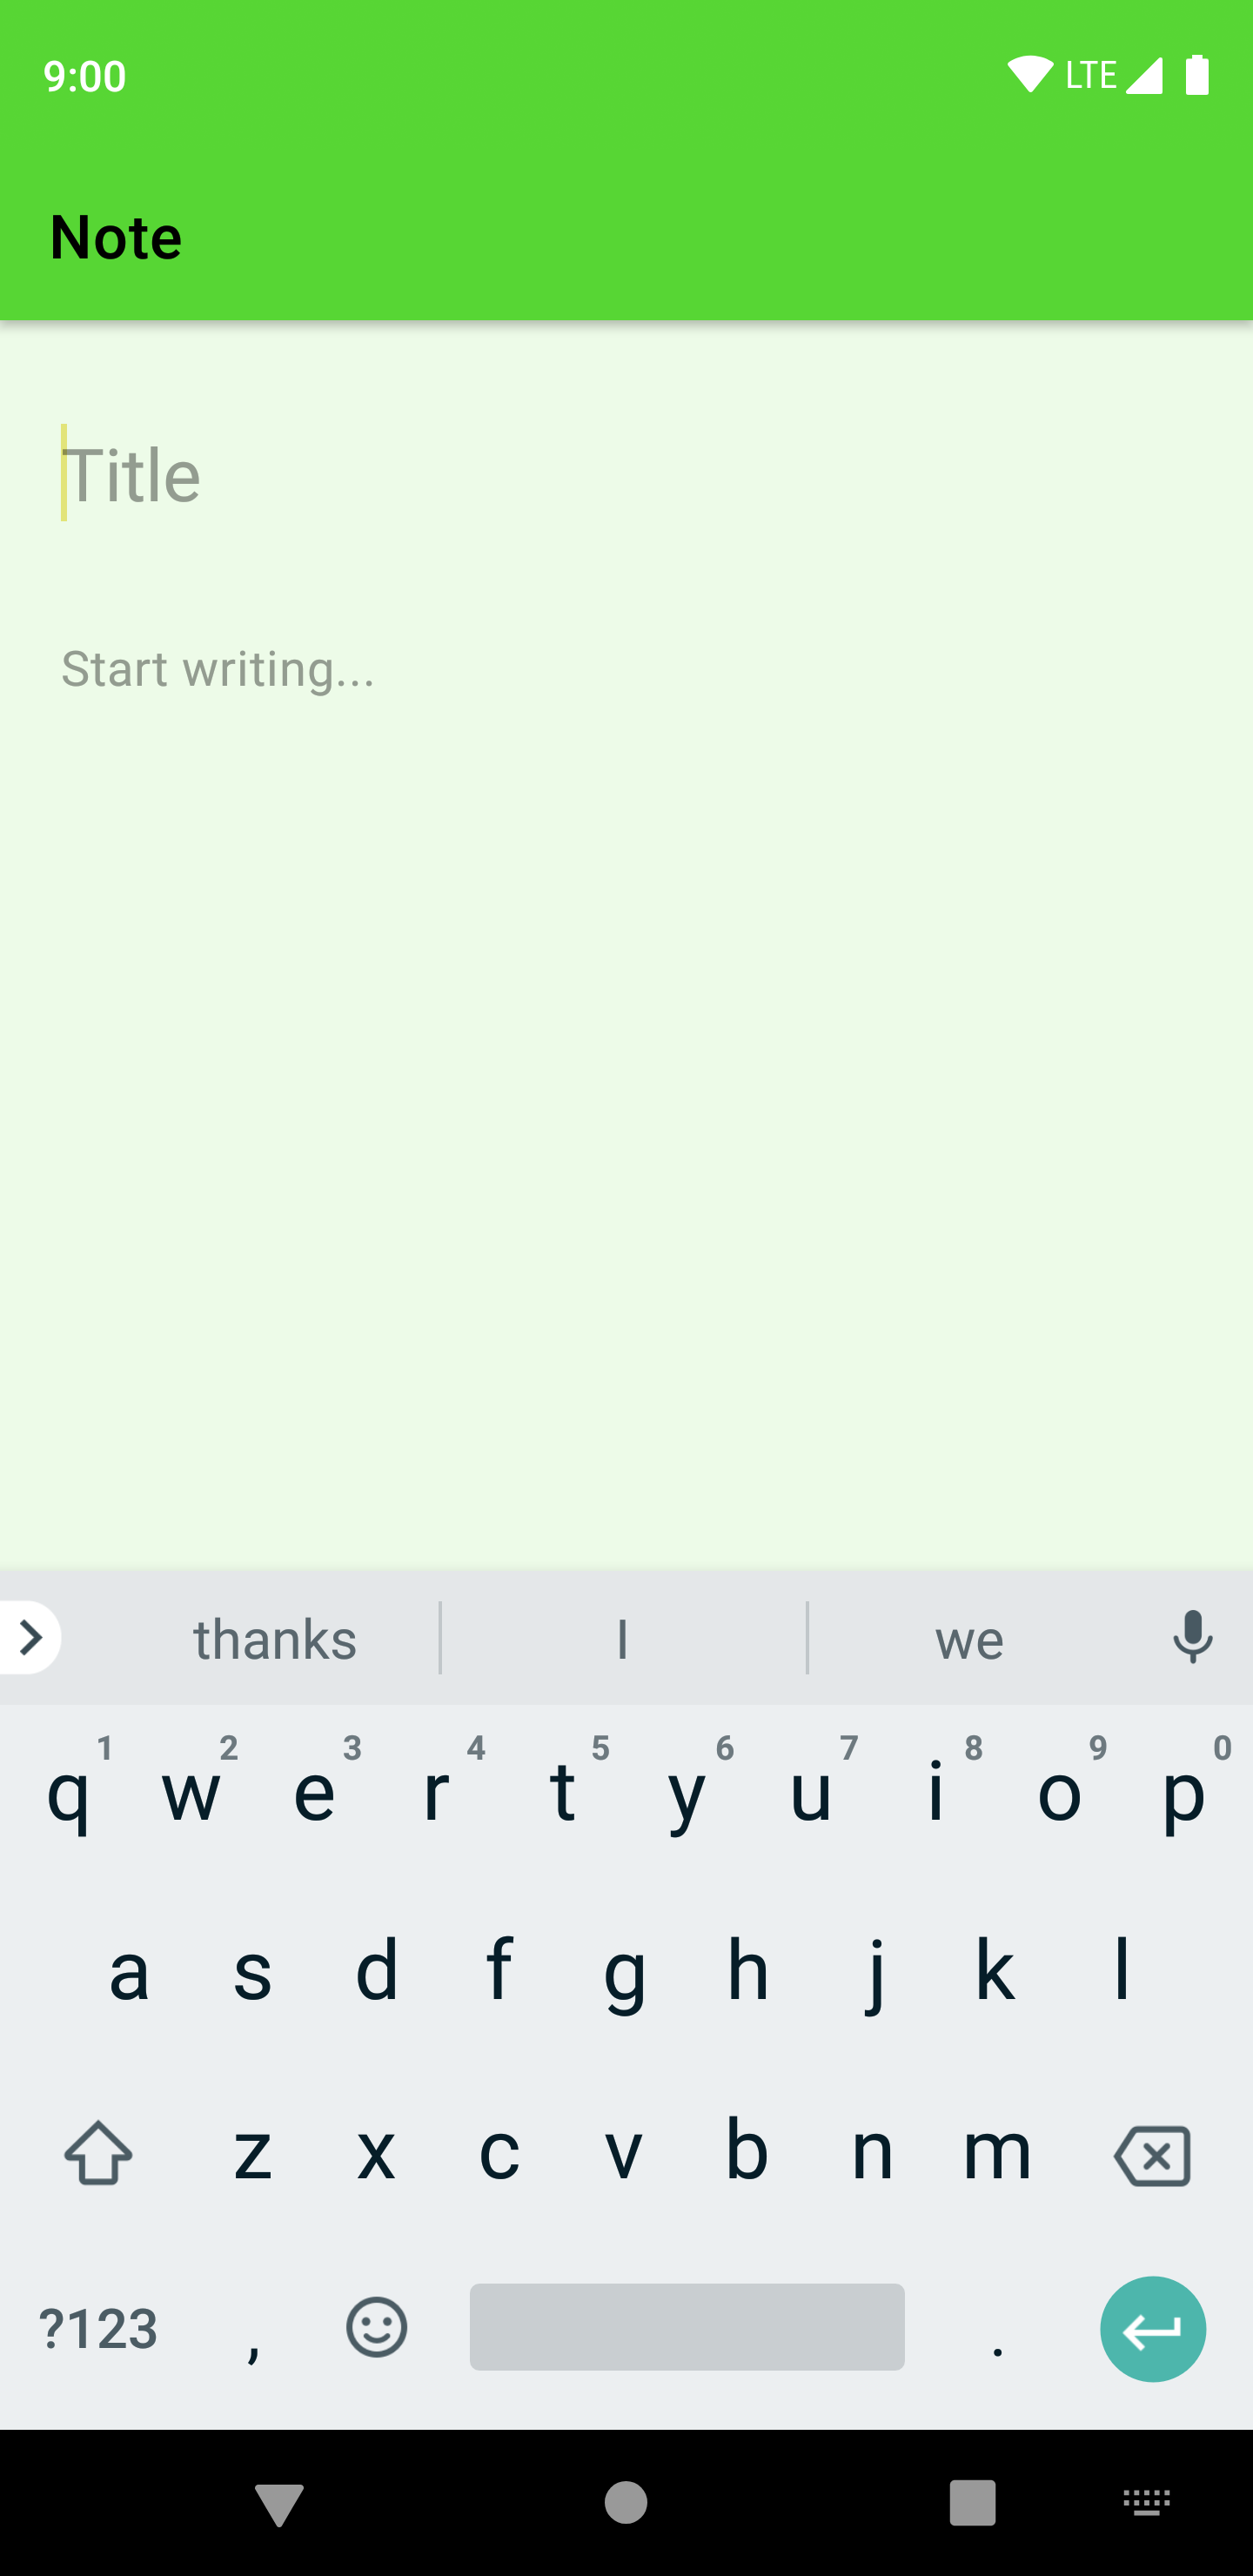 9:00 LTE
Note
Title
Start writing...
thanks I we
1 2 3 4 5 6 7 8 9 0
q w e r t y u i o p
a s d f g h j k l
z x c v b n m
?123 , .